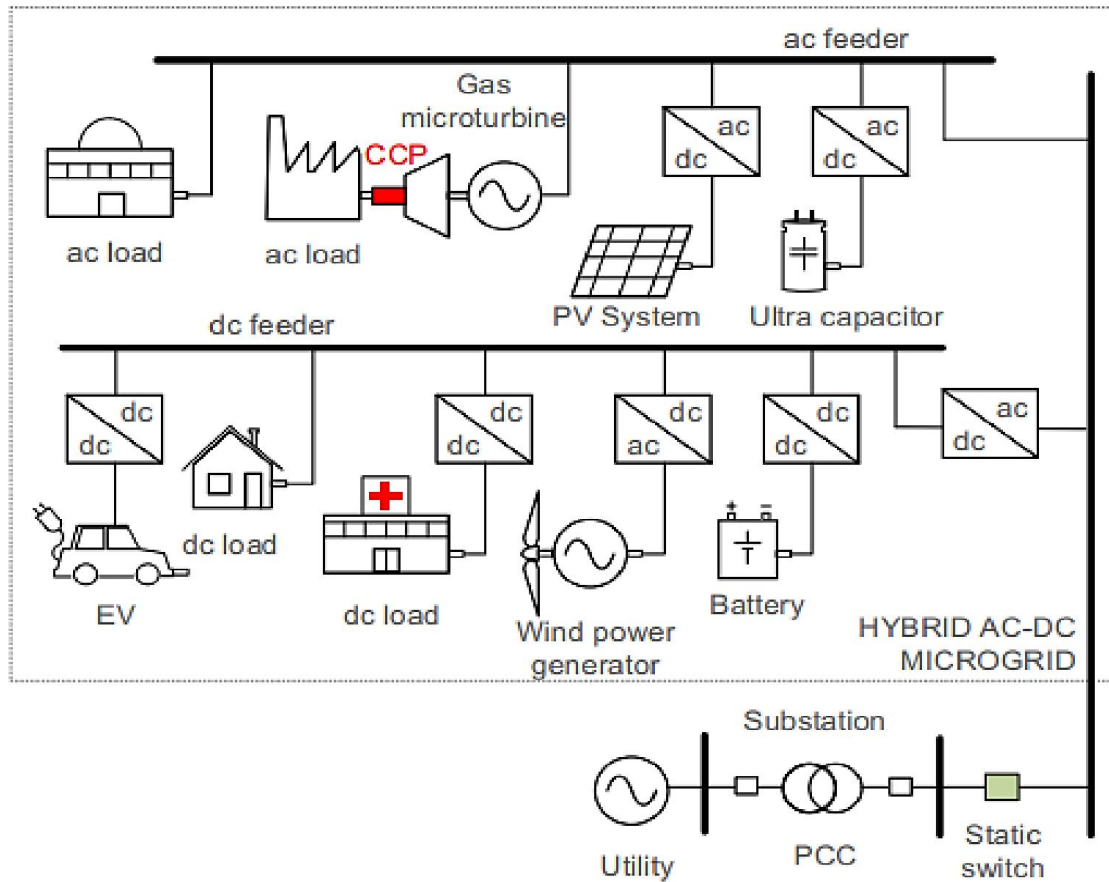 ac feeder
Gas
microturbine
CCP
ac
dc
ac
dc
ac load
ac load
PV System
Ultra capacitor
dc feeder
dc
dc
dc
dc
dc
ac
dc
dc
ac
dc
dc load
EV
dc load
Wind power
generator
+ −
Battery
HYBRID AC-DC
MICROGRID
Substation
Utility
PCC
Static
switch